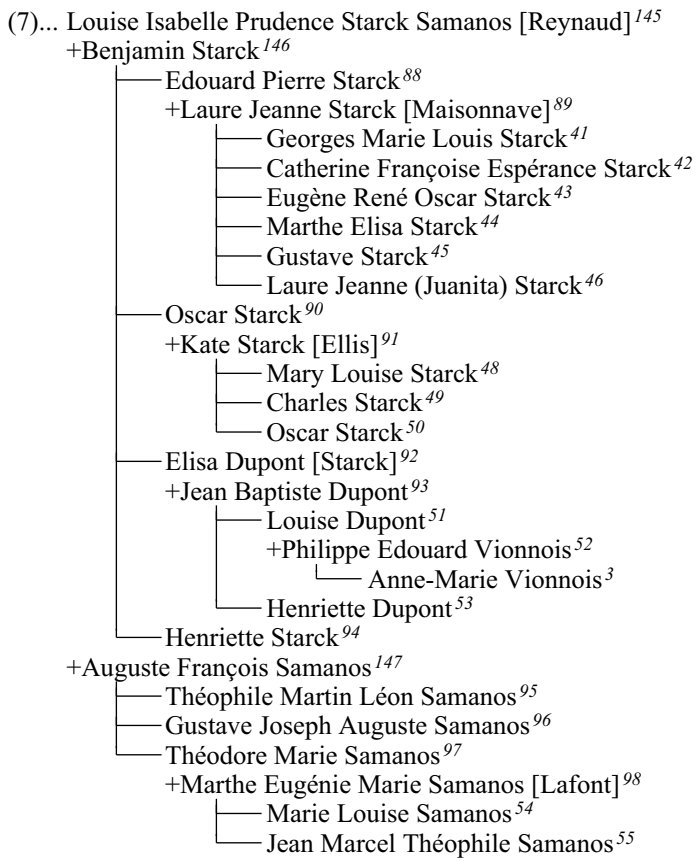 (7)... Louise Isabelle Prudence Starck Samanos [Reynaud]145
+Benjamin Starck146
Edouard Pierre Starck88
+Laure Jeanne Starck [Maisonnave]89
Georges Marie Louis Starck41
Catherine Françoise Espérance Starck42
Eugène René Oscar Starck43
Marthe Elisa Starck44
Gustave Starck45
Laure Jeanne (Juanita) Starck46
Oscar Starck90
+Kate Starck [Ellis]91
Mary Louise Starck48
Charles Starck49
Oscar Starck50
Elisa Dupont [Starck]92
+Jean Baptiste Dupont93
Louise Dupont51
+Philippe Edouard Vionnois52
Anne-Marie Vionnois3
Henriette Dupont53
Henriette Starck94
+Auguste François Samanos147
Théophile Martin Léon Samanos95
Gustave Joseph Auguste Samanos96
Théodore Marie Samanos97
+Marthe Eugénie Marie Samanos [Lafont]98
Marie Louise Samanos54
Jean Marcel Théophile Samanos55